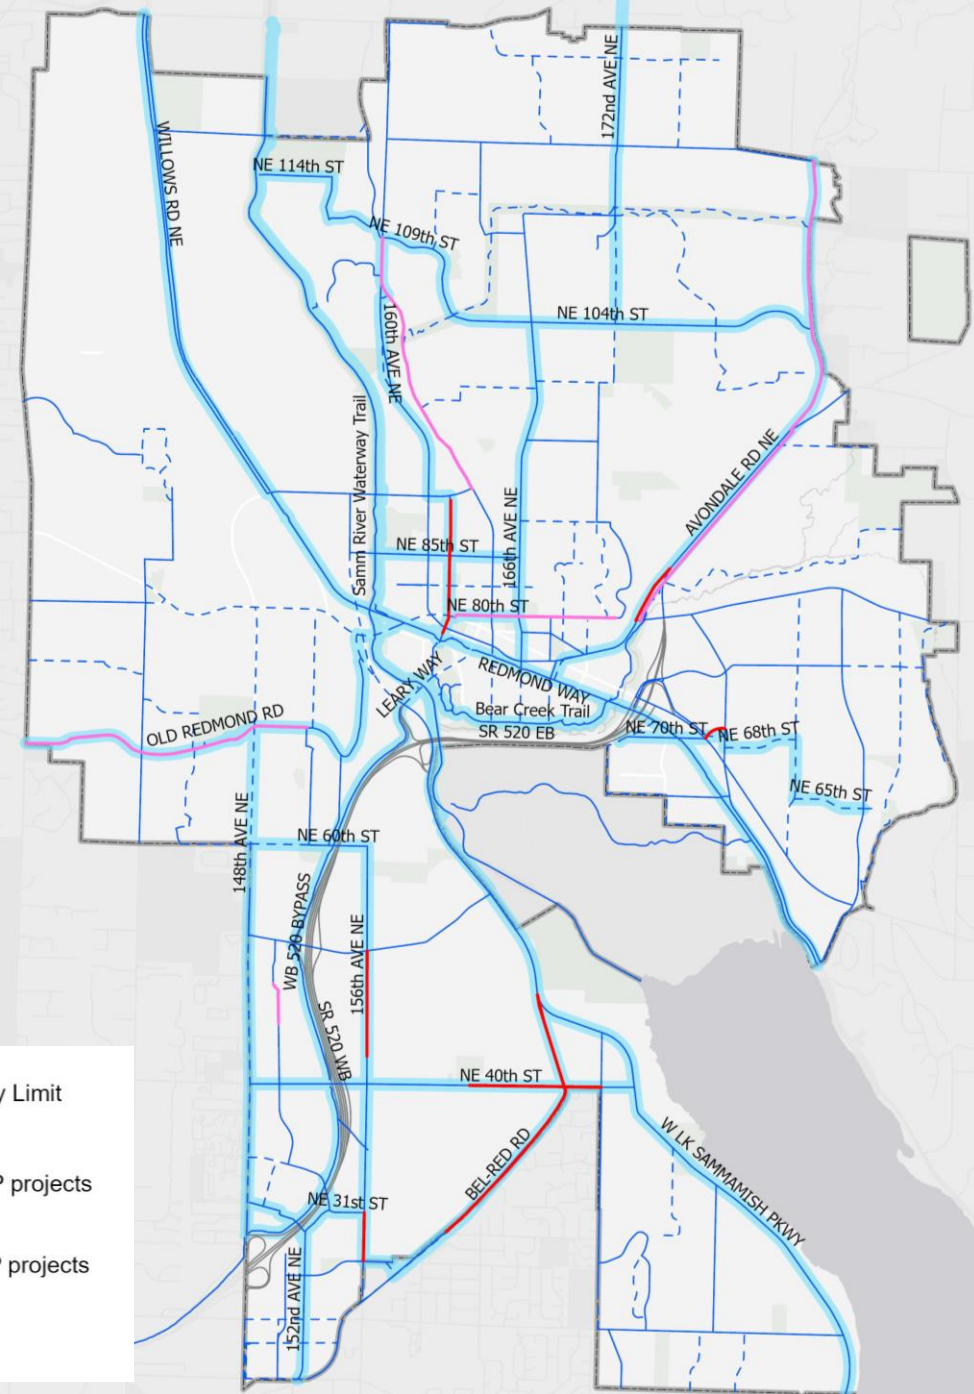 172nd AVE NE
WILLOWS RD NE
NE 114th ST
NE 109th ST
160th AVE NE
NE 104th ST
Samm River Waterway Trail
AVONDALE RD NE
166th AVE NE
NE 85th ST
NE 80th ST
LEARY WAY
REDMOND WAY
Bear Creek Trail
SR 520 EB
OLD REDMOND RD
NE 70th ST
NE 68th ST
NE 65th ST
148th AVE NE
NE 60th ST
WB 520 BYPASS
156th AVE NE
SR 520 WB
NE 40th ST
BEL-RED RD
W LK SAMMAMISH PKWY
NE 31st ST
152nd AVE NE
y Limit
P projects
P projects